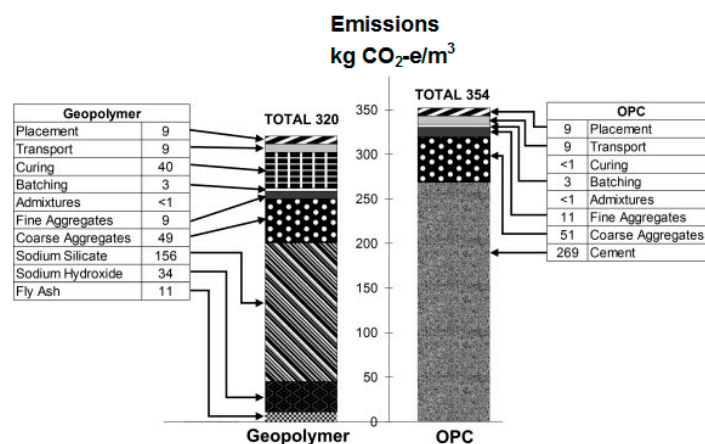 Emissions
kg CO₂-e/m³
TOTAL 320
TOTAL 354
Geopolymer
Placement 9
Transport 9
Curing 40
Batching 3
Admixtures <1
Fine Aggregates 9
Coarse Aggregates 49
Sodium Silicate 156
Sodium Hydroxide 34
Fly Ash 11
350
300
250
200
150
100
50
0
OPC
9 Placement
9 Transport
<1 Curing
3 Batching
<1 Admixtures
11 Fine Aggregates
51 Coarse Aggregates
269 Cement
Geopolymer
OPC